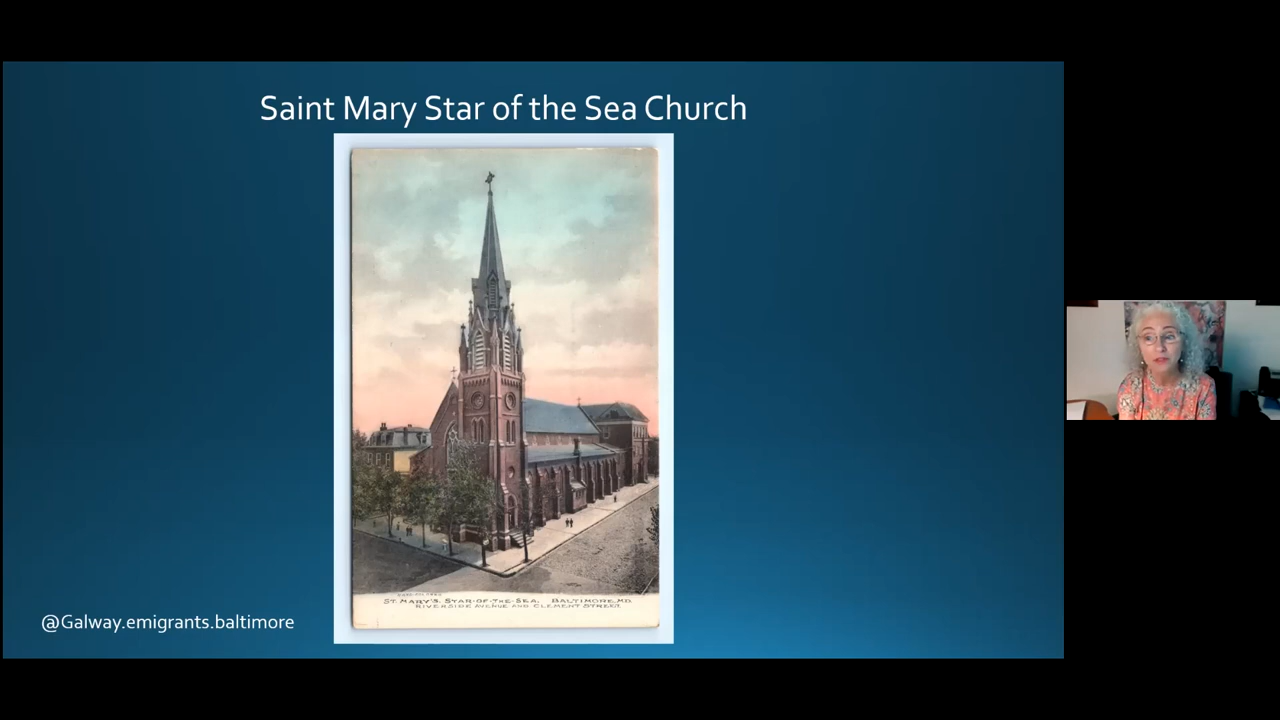 Saint Mary Star of the Sea Church
ST. MARY'S STAR-OF-THE-SEA. BALTIMORE, MD.
RIVERSIDE AVENUE AND CLEMENT STREET.
@Galway.emigrants.baltimore